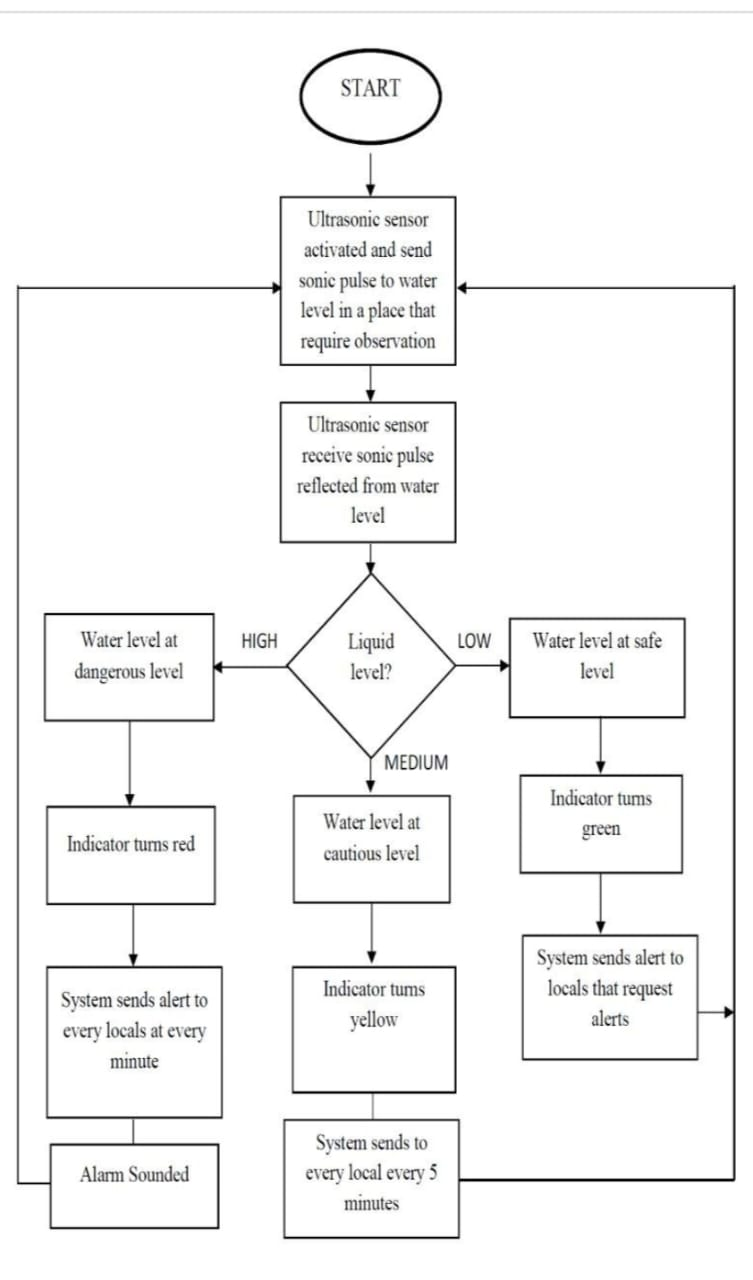 START
Ultrasonic sensor
activated and send
sonic pulse to water
level in a place that
require observation
Ultrasonic sensor
receive sonic pulse
reflected from water
level
Liquid
level?
HIGH
LOW
MEDIUM
Water level at
dangerous level
Indicator turns red
System sends alert to
every locals at every
minute
Alarm Sounded
Water level at
cautious level
Indicator turns
yellow
System sends to
every local every 5
minutes
Water level at safe
level
Indicator turns
green
System sends alert to
locals that request
alerts